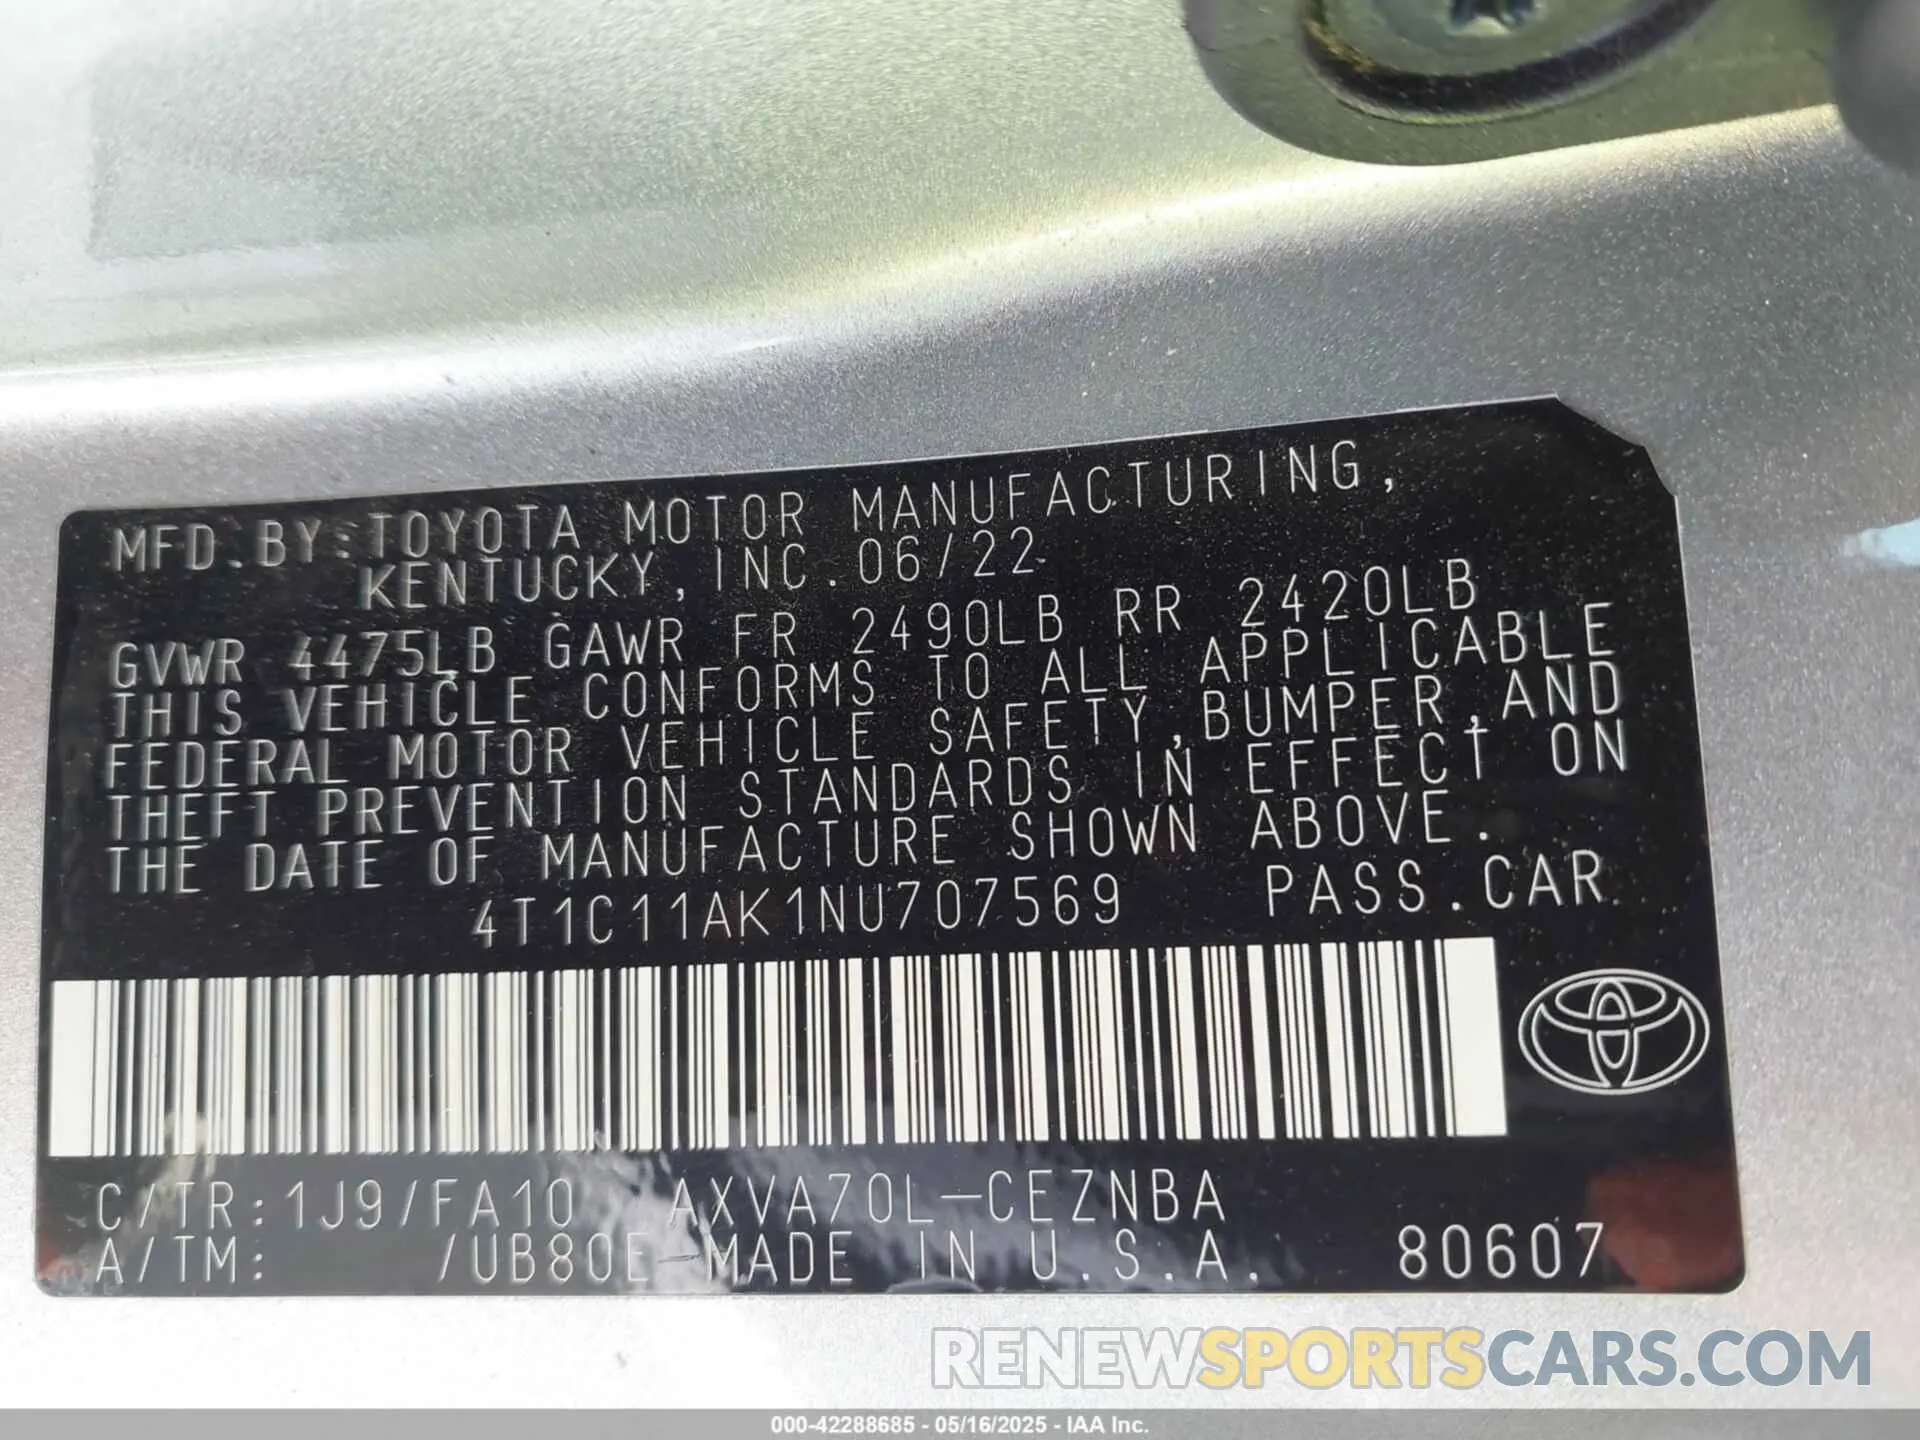 MFD.BY:TOYOTA MOTOR MANUFACTURING,
KENTUCKY,INC.06/22
GVWR 4475LB GAWR FR 2490LB RR 2420LB
THIS VEHICLE CONFORMS TO ALL APPLICABLE
FEDERAL MOTOR VEHICLE SAFETY,BUMPER,AND
THEFT PREVENTION STANDARDS IN EFFECT ON
THE DATE OF MANUFACTURE SHOWN ABOVE.
4T1C11AK1NU707569 PASS.CAR
C/TR:1J9/FA10 AXVA70L-CEZNBA
A/TM: /UB80E MADE IN U.S.A. 80607
RENEWSPORTSCARS.COM
000-42288685 - 05/16/2025 - IAA Inc.